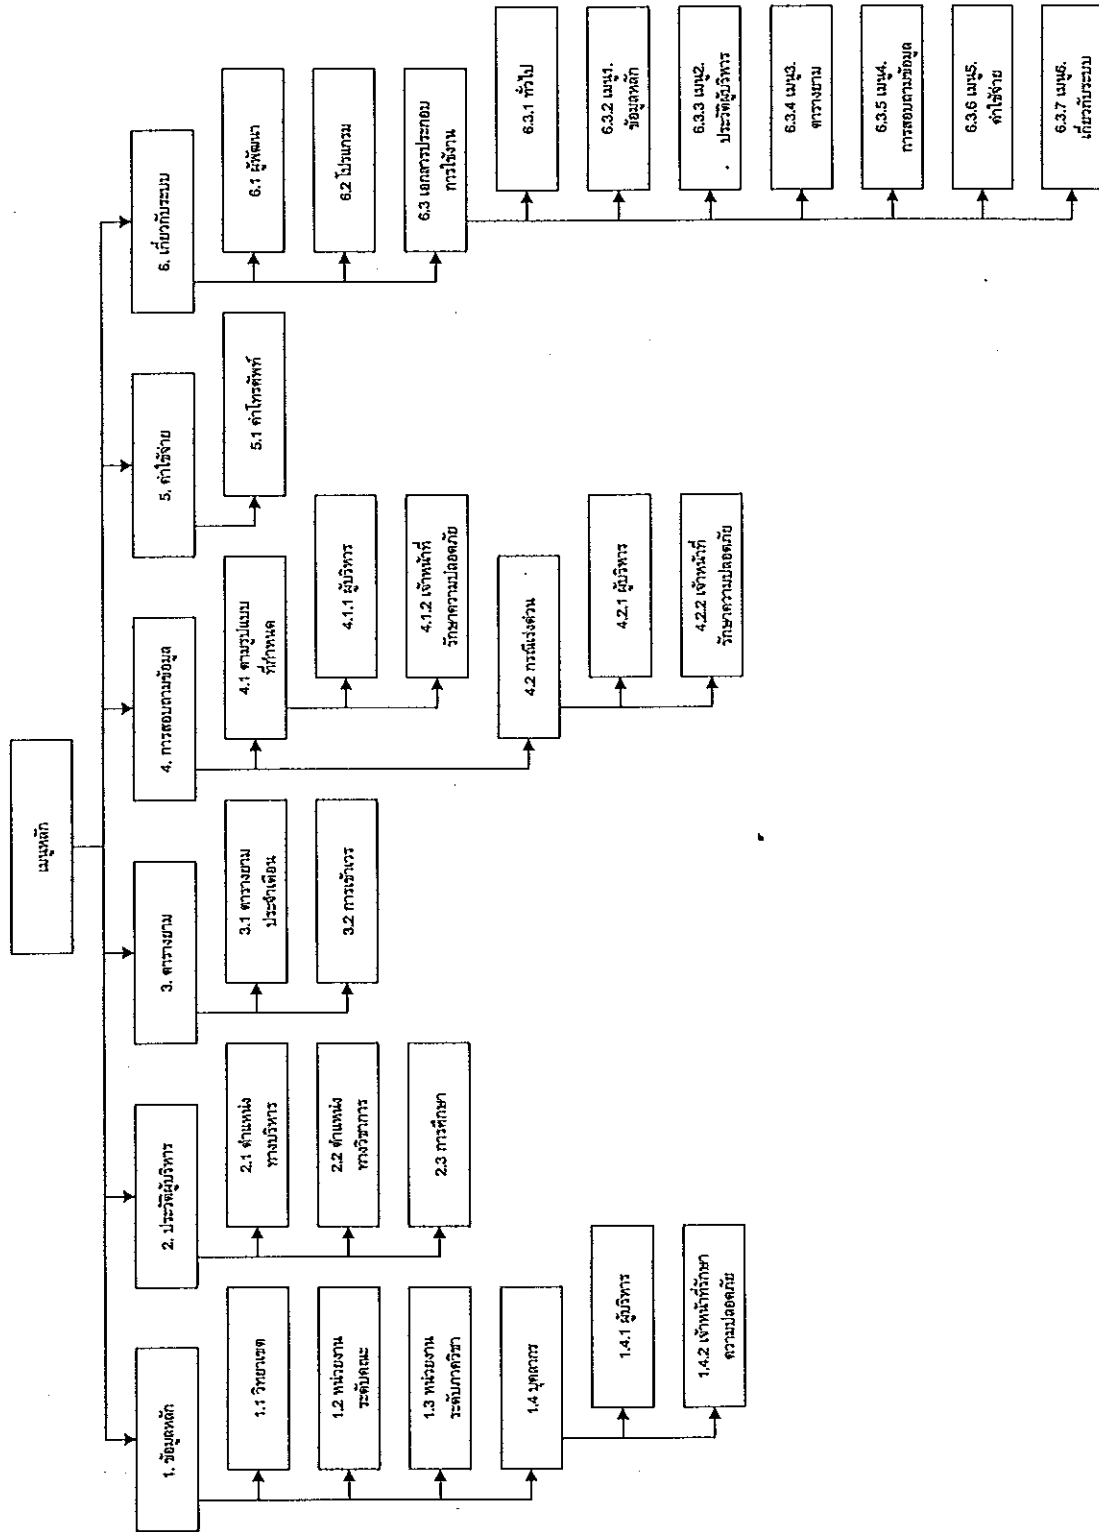 เมนูหลัก
1. ข้อมูลหลัก
1.1 วิทยาเขต
1.2 หน่วยงาน
ระดับคณะ
1.3 หน่วยงาน
ระดับภาควิชา
1.4 บุคลากร
1.4.1 ผู้บริหาร
1.4.2 เจ้าหน้าที่รักษา
ความปลอดภัย
2. ประวัติผู้บริหาร
2.1 ตำแหน่ง
ทางบริหาร
2.2 ตำแหน่ง
ทางวิชาการ
2.3 การศึกษา
3. ตารางยาม
3.1 ตารางยาม
ประจำเดือน
3.2 การเข้าเวร
4. การสอบถามข้อมูล
4.1 ตามรูปแบบ
ที่กำหนด
4.1.1 ผู้บริหาร
4.1.2 เจ้าหน้าที่
รักษาความปลอดภัย
4.2 กรณีเร่งด่วน
4.2.1 ผู้บริหาร
4.2.2 เจ้าหน้าที่
รักษาความปลอดภัย
5. ค่าใช้จ่าย
5.1 ค่าโทรศัพท์
6. เกี่ยวกับระบบ
6.1 ผู้พัฒนา
6.2 โปรแกรม
6.3 เอกสารประกอบ
การใช้งาน
6.3.1 ทั่วไป
6.3.2 เมนู1.
ข้อมูลหลัก
6.3.3 เมนู2.
ประวัติผู้บริหาร
6.3.4 เมนู3.
ตารางยาม
6.3.5 เมนู4.
การสอบถามข้อมูล
6.3.6 เมนู5.
ค่าใช้จ่าย
6.3.7 เมนู6.
เกี่ยวกับระบบ